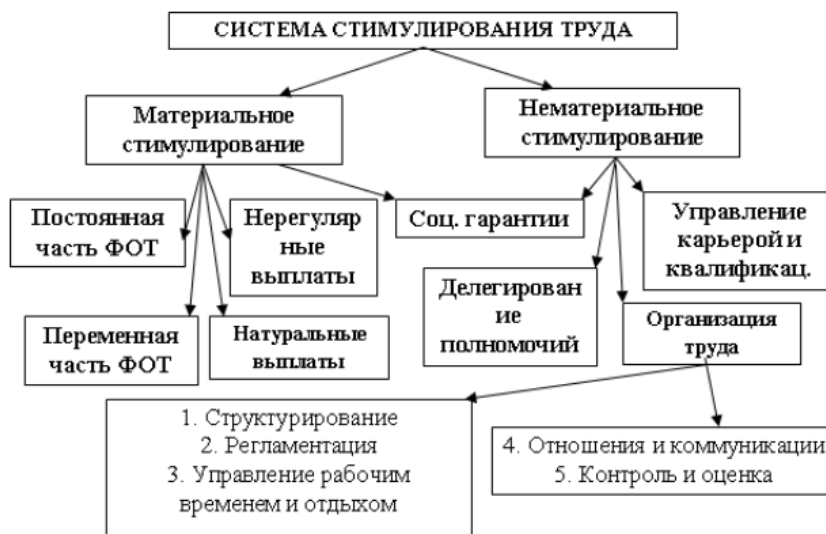 СИСТЕМА СТИМУЛИРОВАНИЯ ТРУДА
Материальное
стимулирование
Нематериальное
стимулирование
Постоянная
часть ФОТ
Нерегуляр
ные
выплаты
Соц. гарантии
Управление
карьерой и
квалификац.
Переменная
часть ФОТ
Натуральные
выплаты
Делегирован
ие
полномочий
Организация
труда
1. Структурирование
2. Регламентация
3. Управление рабочим
временем и отдыхом
4. Отношения и коммуникации
5. Контроль и оценка